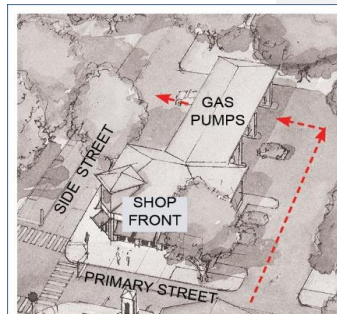 GAS
PUMPS
SIDE STREET
SHOP
FRONT
PRIMARY STREET